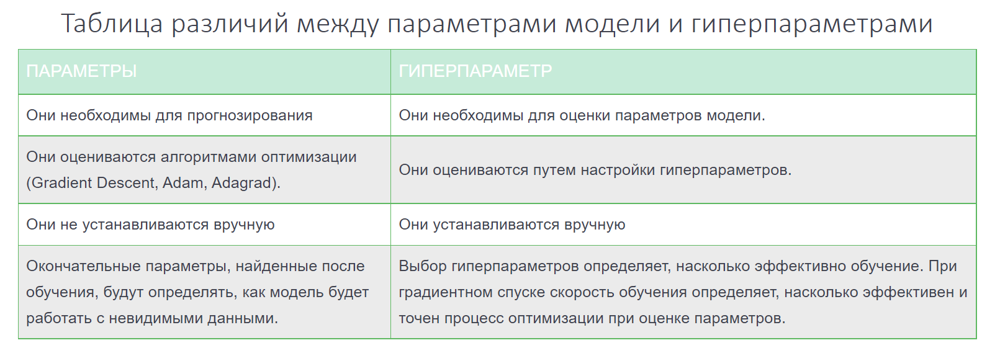 Таблица различий между параметрами модели и гиперпараметрами
ПАРАМЕТРЫ
ГИПЕРПАРАМЕТР
Они необходимы для прогнозирования
Они необходимы для оценки параметров модели.
Они оцениваются алгоритмами оптимизации
(Gradient Descent, Adam, Adagrad).
Они оцениваются путем настройки гиперпараметров.
Они не устанавливаются вручную
Они устанавливаются вручную
Окончательные параметры, найденные после
обучения, будут определять, как модель будет
работать с невидимыми данными.
Выбор гиперпараметров определяет, насколько эффективно обучение. При
градиентном спуске скорость обучения определяет, насколько эффективен и
точен процесс оптимизации при оценке параметров.